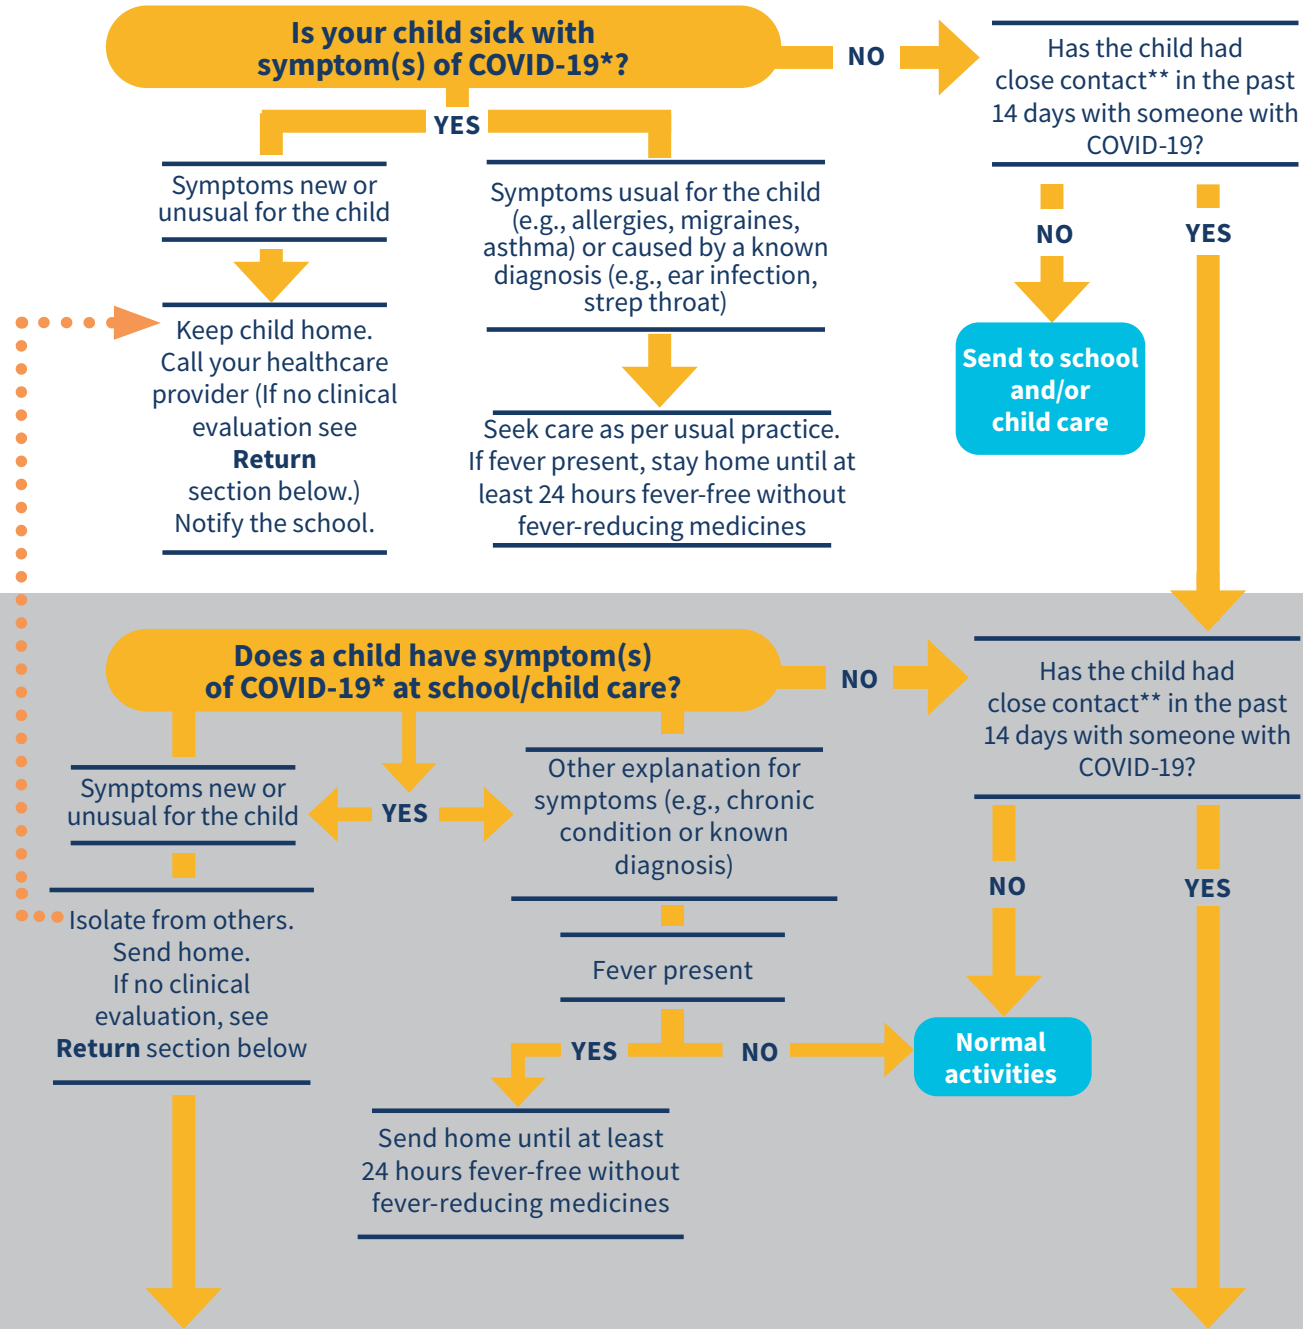 Is your child sick with
symptom(s) of COVID-19*?
NO
Has the child had
close contact** in the past
14 days with someone with
COVID-19?
YES
Symptoms new or
unusual for the child
Symptoms usual for the child
(e.g., allergies, migraines,
asthma) or caused by a known
diagnosis (e.g., ear infection,
strep throat)
NO
YES
Keep child home.
Call your healthcare
provider (If no clinical
evaluation see
Return
section below.)
Notify the school.
Seek care as per usual practice.
If fever present, stay home until at
least 24 hours fever-free without
fever-reducing medicines
Send to school
and/or
child care
Does a child have symptom(s)
of COVID-19* at school/child care?
NO
Has the child had
close contact** in the past
14 days with someone with
COVID-19?
Symptoms new or
unusual for the child
YES
Other explanation for
symptoms (e.g., chronic
condition or known
diagnosis)
NO
YES
Isolate from others.
Send home.
If no clinical
evaluation, see
Return section below
Fever present
YES
NO
Normal
activities
Send home until at least
24 hours fever-free without
fever-reducing medicines